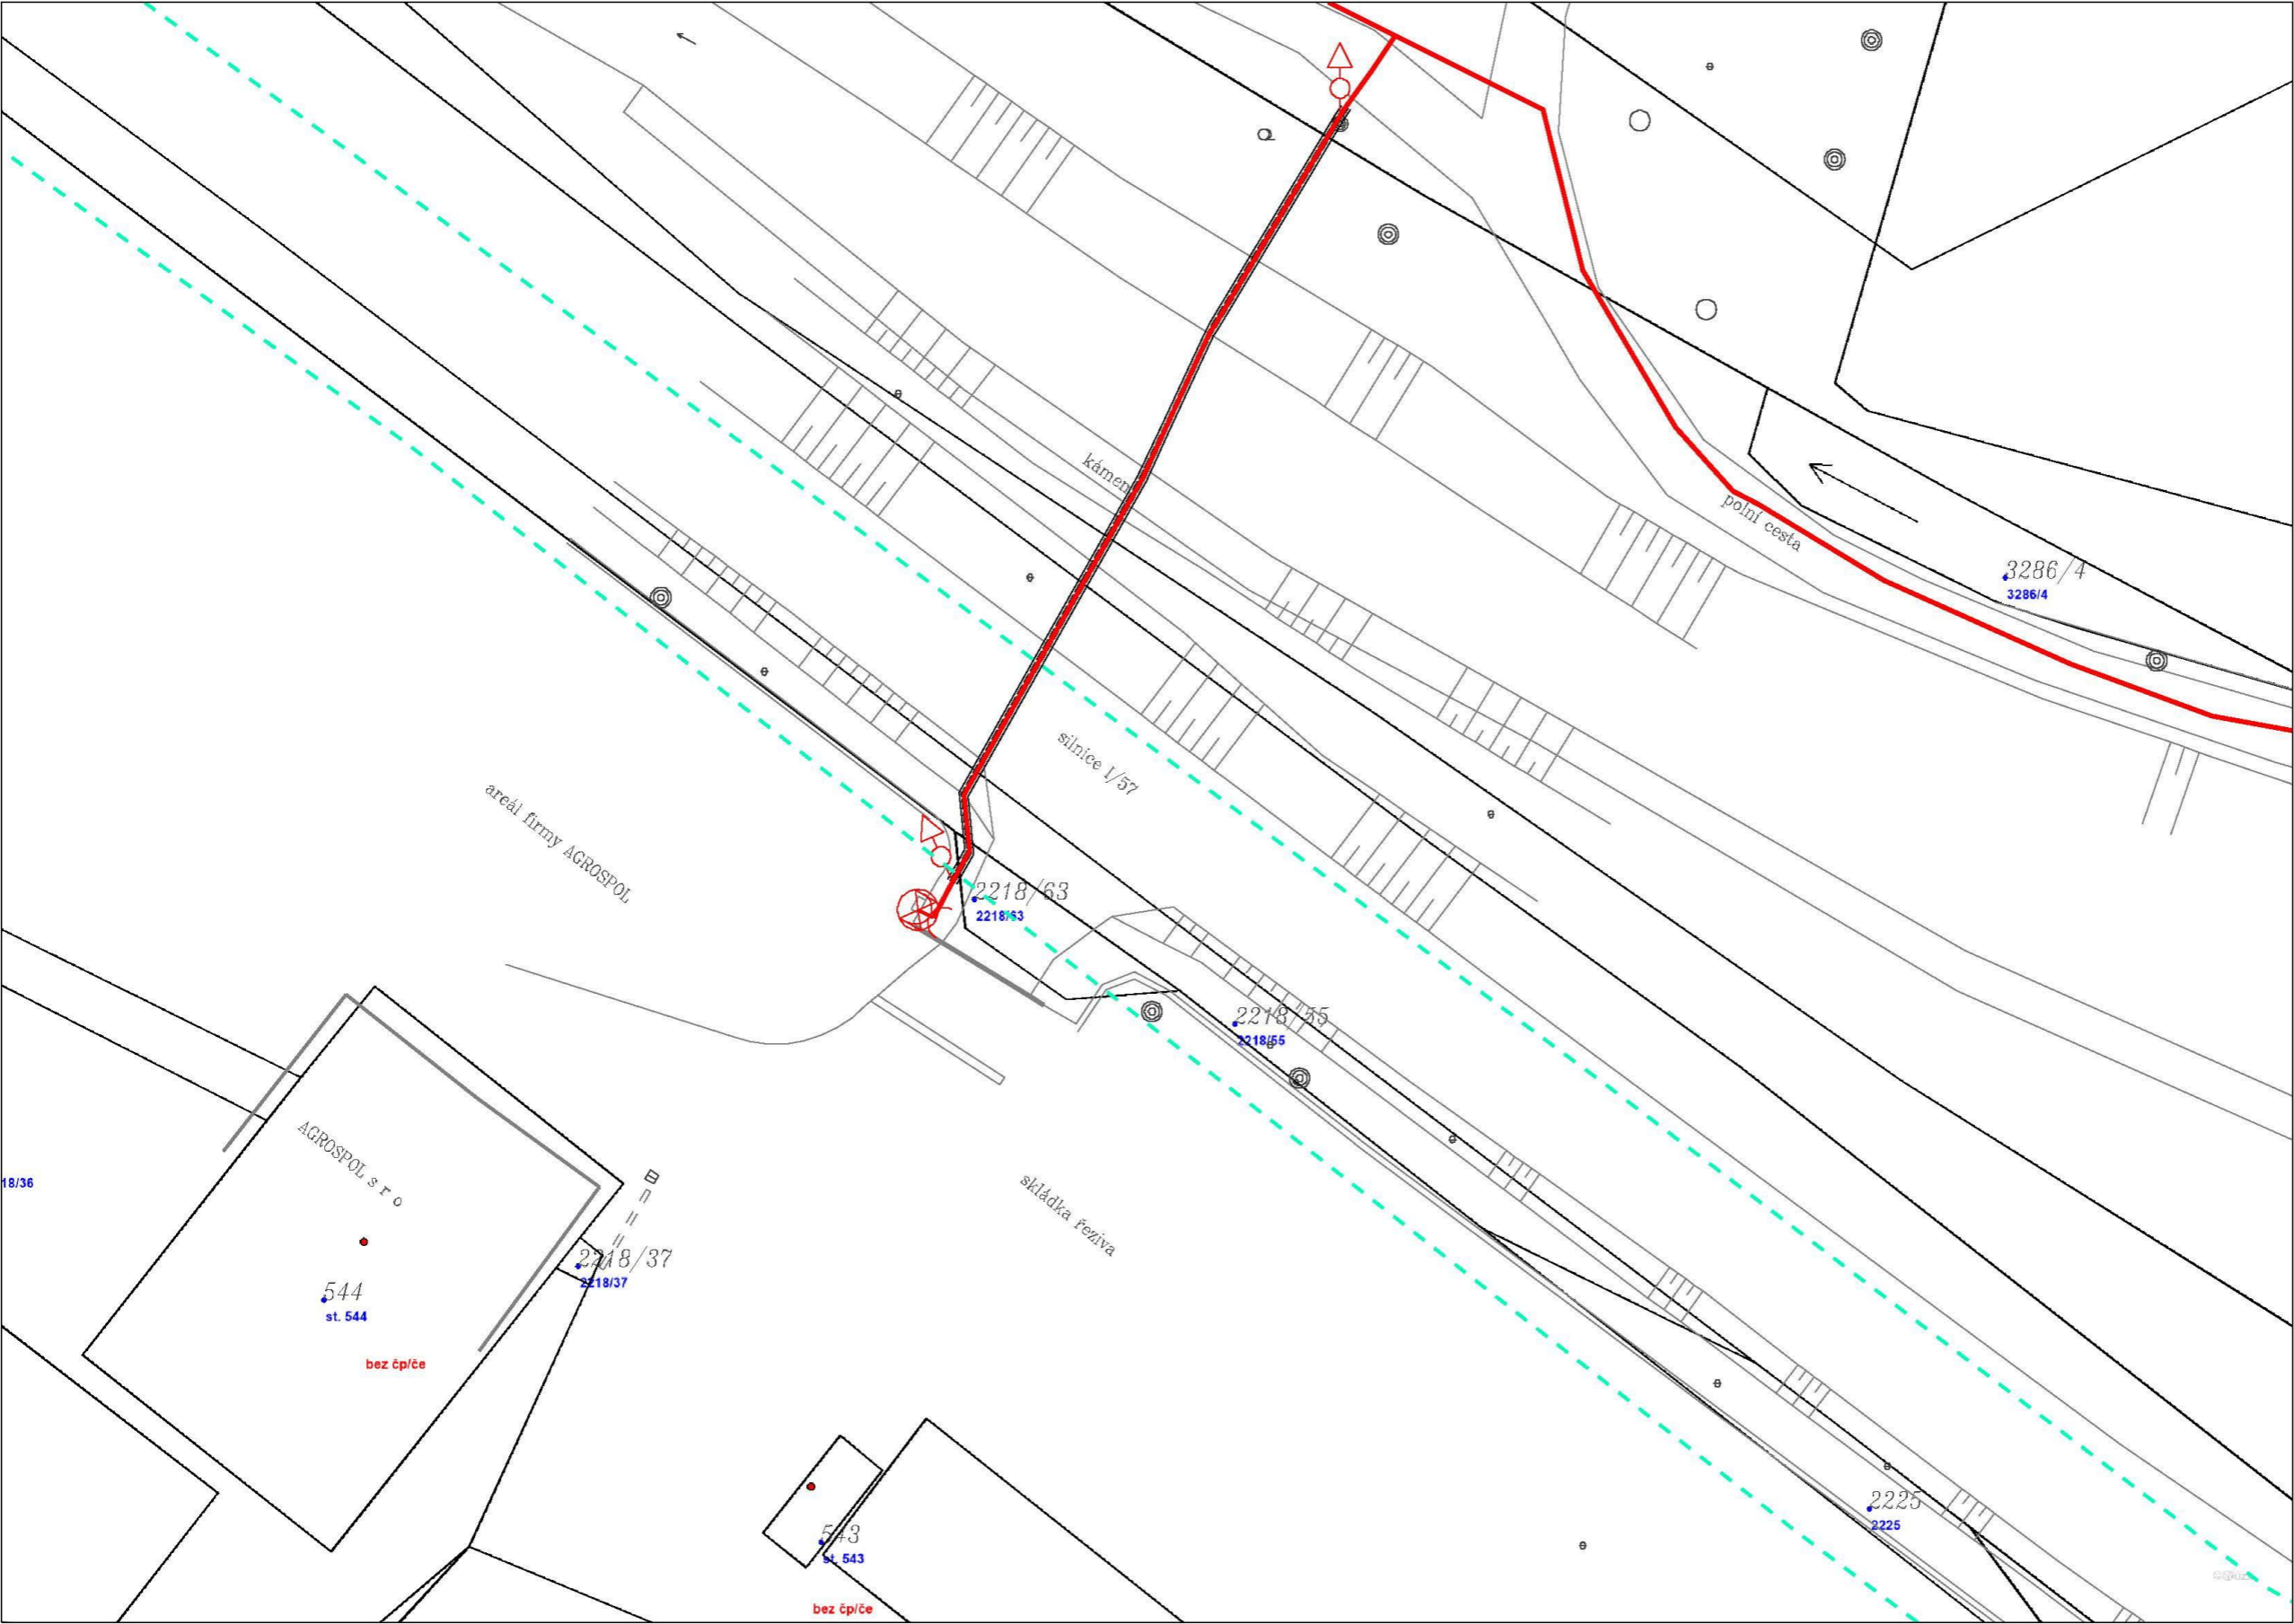 kámen
polní cesta
3286/4
3286/4
silnice I/57
areál firmy AGROSPOL
2218/63
2218/63
2218/55
2218/55
AGROSPOL s r o
18/36
skládka řeziva
2218/37
2218/37
544
st. 544
bez čp/če
2225
2225
543
st. 543
bez čp/če